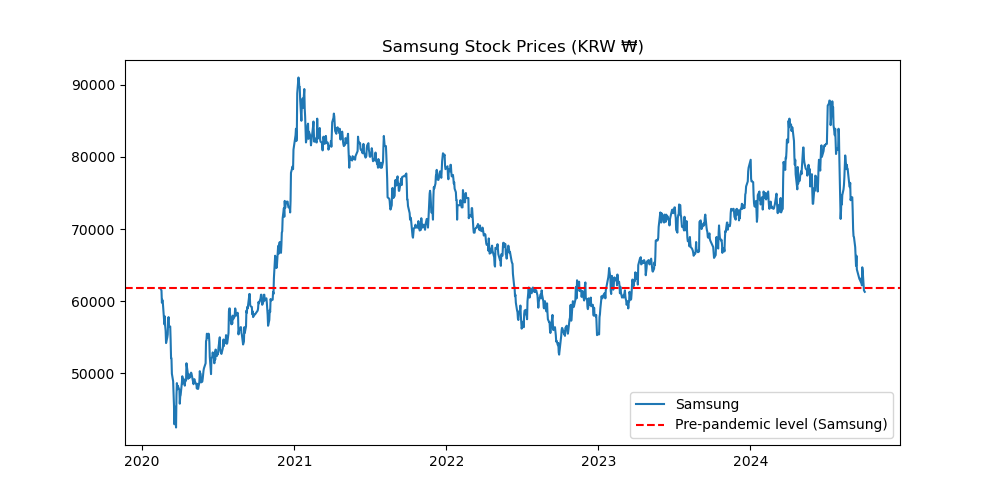 Samsung Stock Prices (KRW ₩)
90000
80000
70000
60000
50000
Samsung
Pre-pandemic level (Samsung)
2020 2021 2022 2023 2024